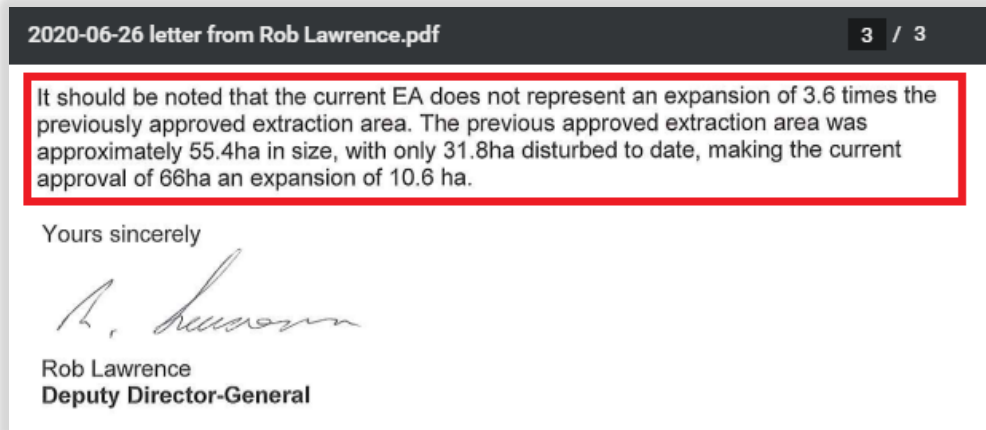 2020-06-26 letter from Rob Lawrence.pdf
3 / 3
It should be noted that the current EA does not represent an expansion of 3.6 times the
previously approved extraction area. The previous approved extraction area was
approximately 55.4ha in size, with only 31.8ha disturbed to date, making the current
approval of 66ha an expansion of 10.6 ha.
Yours sincerely
Rob Lawrence
Deputy Director-General